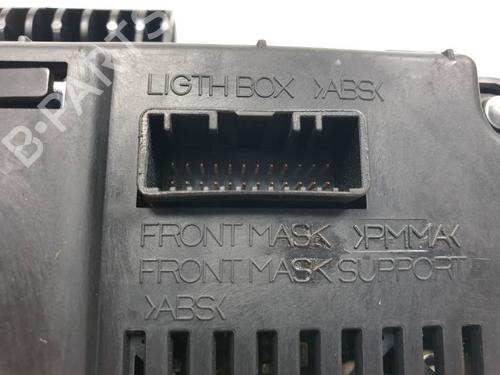 B-PARTS
LIGTH BOX >ABS<
FRONT MASK >PMMA<
FRONT MASK SUPPORT
>ABS<